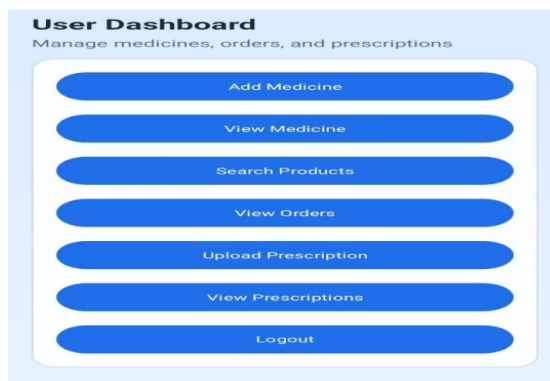 User Dashboard
Manage medicines, orders, and prescriptions
Add Medicine
View Medicine
Search Products
View Orders
Upload Prescription
View Prescriptions
Logout